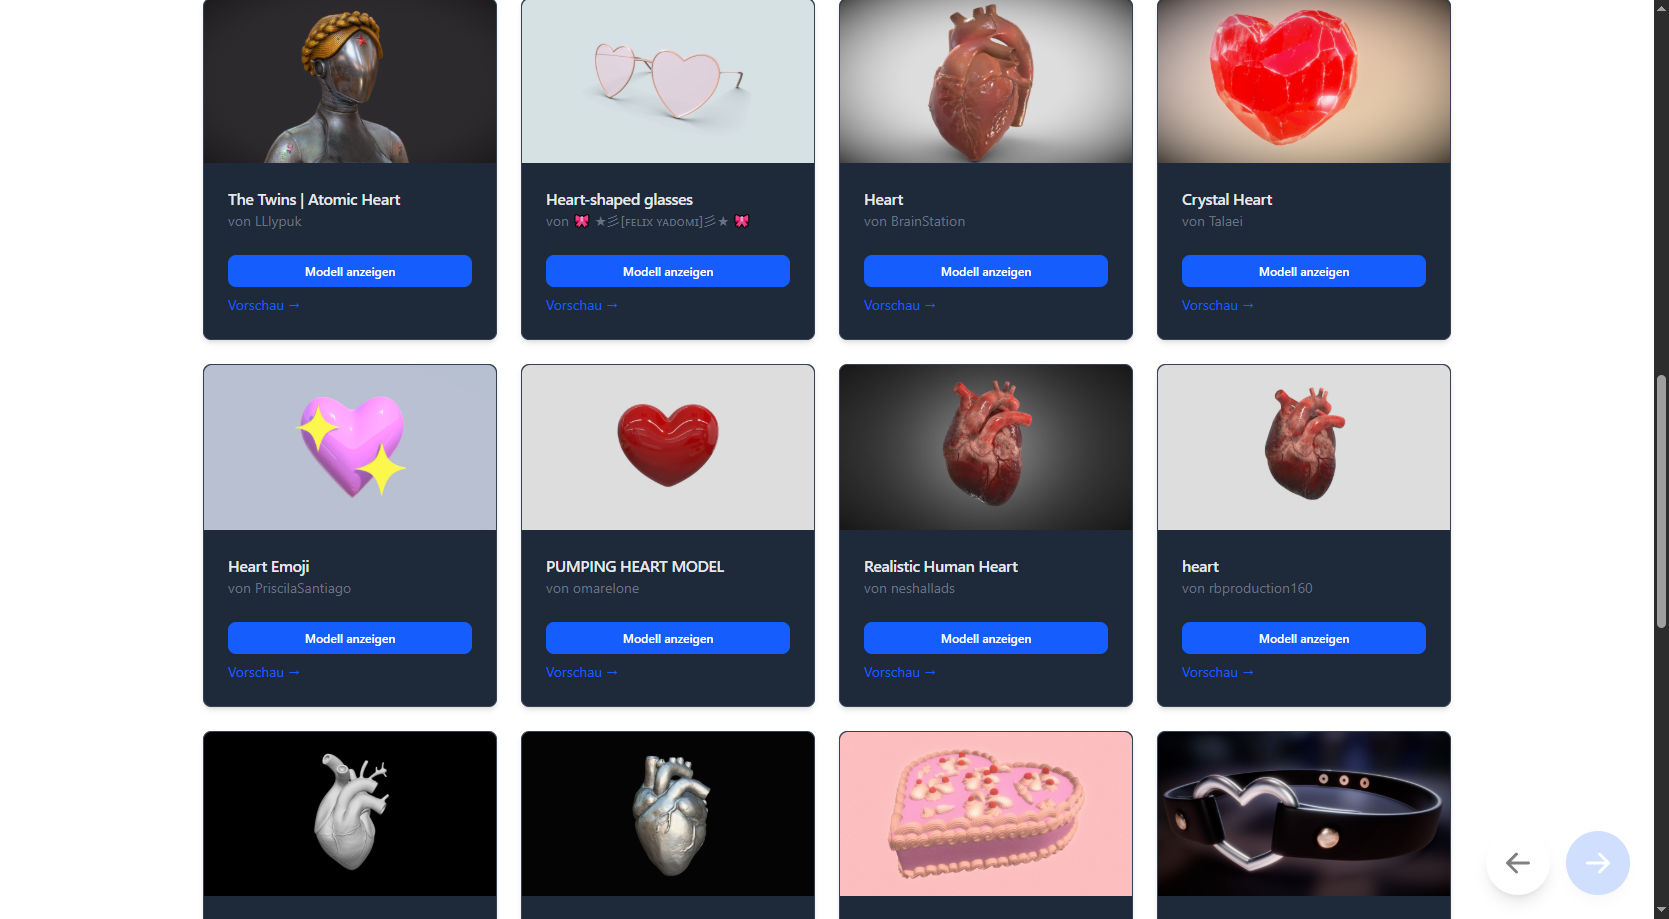 The Twins | Atomic Heart
von LLIypuk
Modell anzeigen
Vorschau →
Heart-shaped glasses
von 🎀 ★彡[ꜰᴇʟɪx ʏᴀᴅᴏᴍɪ]彡★ 🎀
Modell anzeigen
Vorschau →
Heart
von BrainStation
Modell anzeigen
Vorschau →
Crystal Heart
von Talaei
Modell anzeigen
Vorschau →
Heart Emoji
von PriscilaSantiago
Modell anzeigen
Vorschau →
PUMPING HEART MODEL
von omarelone
Modell anzeigen
Vorschau →
Realistic Human Heart
von neshallads
Modell anzeigen
Vorschau →
heart
von rbproduction160
Modell anzeigen
Vorschau →